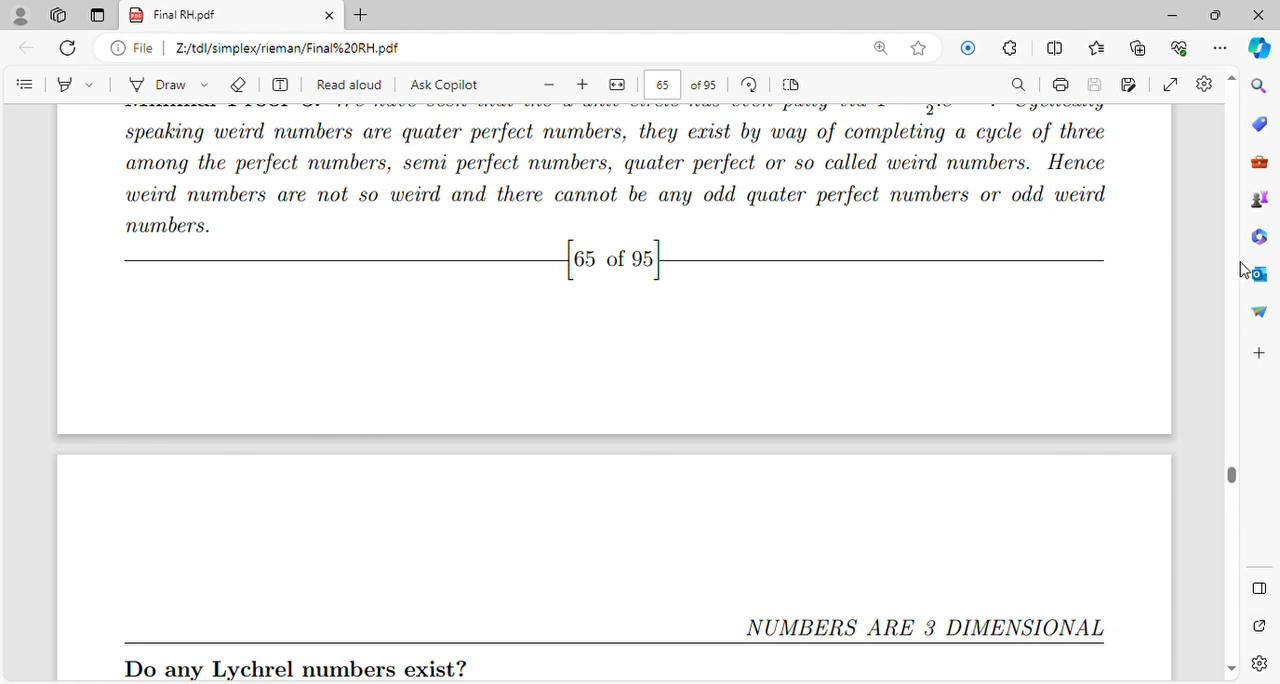 Final RH.pdf
File Z:/tdl/simplex/rieman/Final%20RH.pdf
Draw Read aloud Ask Copilot 65 of 95
speaking weird numbers are quater perfect numbers, they exist by way of completing a cycle of three
among the perfect numbers, semi perfect numbers, quater perfect or so called weird numbers. Hence
weird numbers are not so weird and there cannot be any odd quater perfect numbers or odd weird
numbers.
65 of 95
NUMBERS ARE 3 DIMENSIONAL
Do any Lychrel numbers exist?